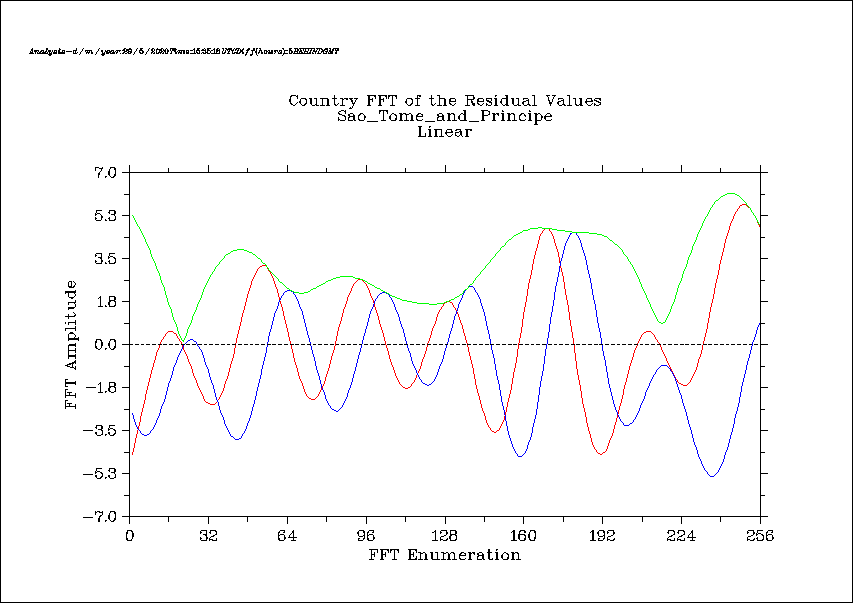 Country FFT of the Residual Values
Sao_Tome_and_Principe
Linear
7.0
5.3
3.5
1.8
0.0
-1.8
-3.5
-5.3
-7.0
FFT Amplitude
0 32 64 96 128 160 192 224 256
FFT Enumeration